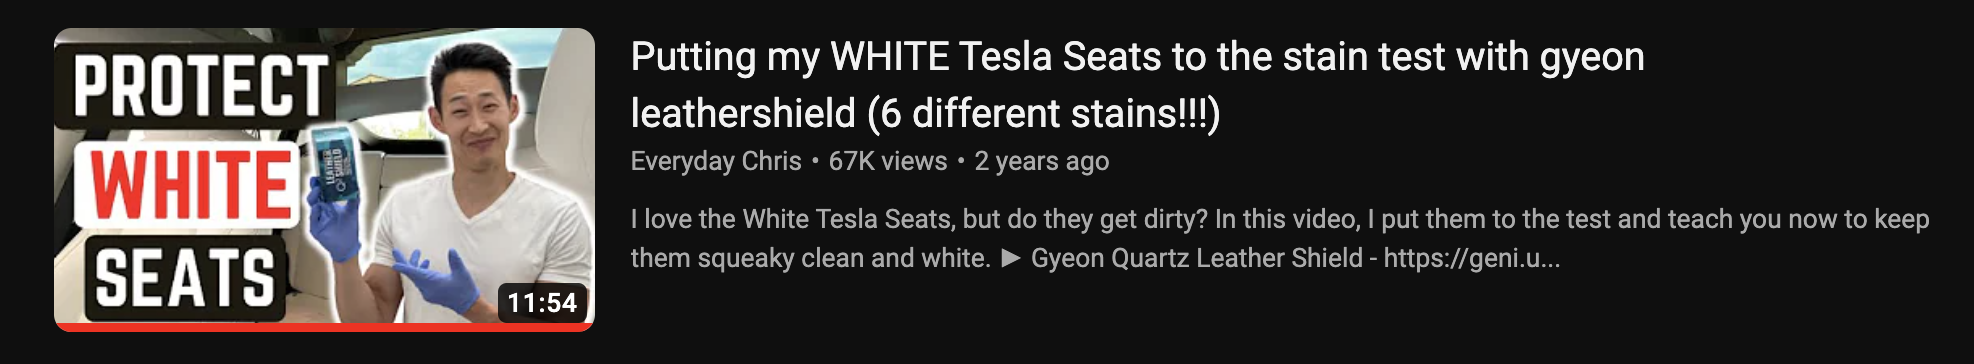 PROTECT
WHITE
SEATS
LEATHER
SHIELD
11:54
Putting my WHITE Tesla Seats to the stain test with gyeon
leathershield (6 different stains!!!)
Everyday Chris • 67K views • 2 years ago
I love the White Tesla Seats, but do they get dirty? In this video, I put them to the test and teach you now to keep
them squeaky clean and white. ► Gyeon Quartz Leather Shield - https://geni.u...